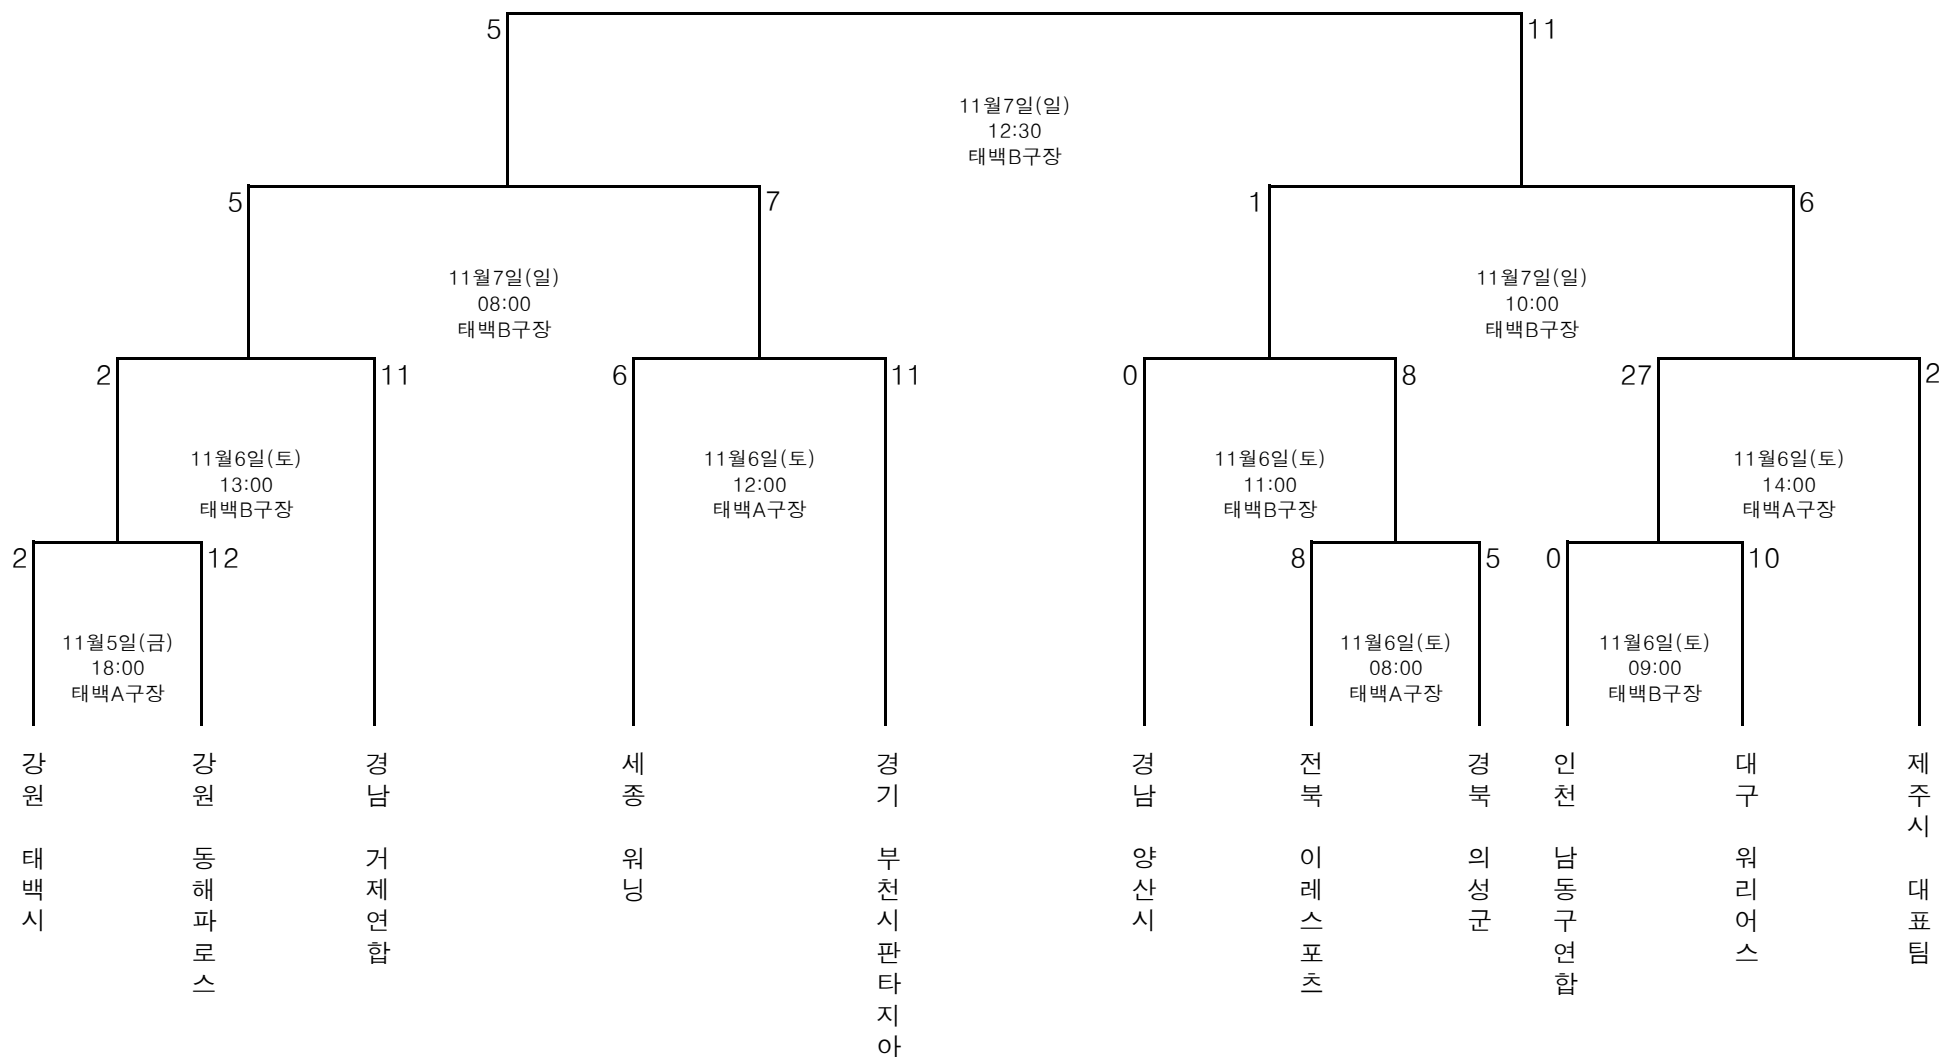 5
11
11월7일(일)
12:30
태백B구장
5
7
1
6
11월7일(일)
08:00
태백B구장
11월7일(일)
10:00
태백B구장
2
11
6
11
0
8
27
2
11월6일(토)
13:00
태백B구장
11월6일(토)
12:00
태백A구장
11월6일(토)
11:00
태백B구장
11월6일(토)
14:00
태백A구장
2
12
8
5
0
10
11월5일(금)
18:00
태백A구장
11월6일(토)
08:00
태백A구장
11월6일(토)
09:00
태백B구장
강원 태백시
강원 동해파로스
경남 거제연합
세종 워닝
경기 부천시판타지아
경남 양산시
전북 이레스포츠
경북 의성군
인천 남동구연합
대구 워리어스
제주시 대표팀